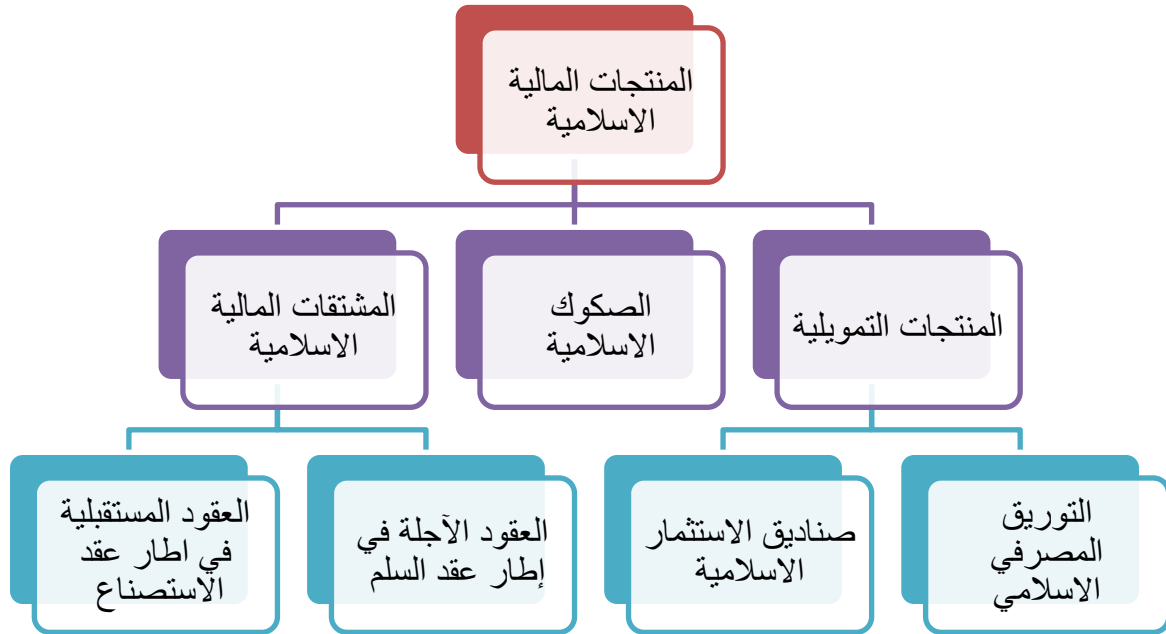 المنتجات المالية
الاسلامية
المنتجات التمويلية
الصكوك
الاسلامية
المشتقات المالية
الاسلامية
التوريق
المصرفي
الاسلامي
صناديق الاستثمار
الاسلامية
العقود الآجلة في
إطار عقد السلم
العقود المستقبلية
في اطار عقد
الاستصناع